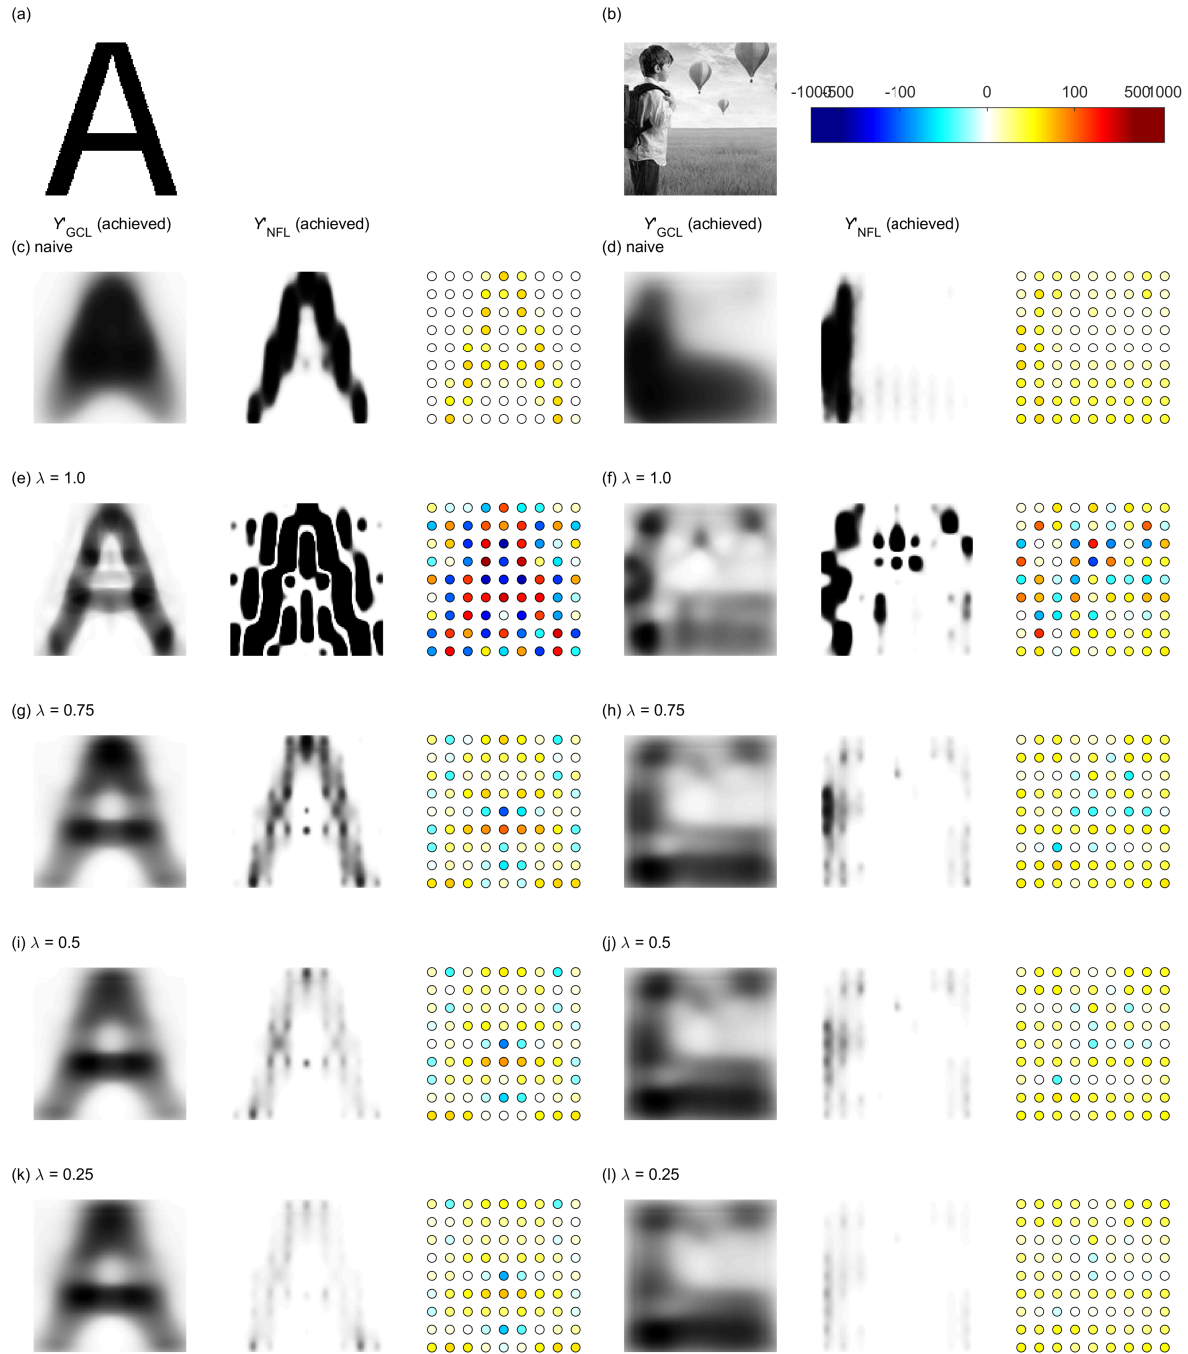 (a)
(b)
A
-1000 -500 -100 0 100 500 1000
Y'GCL (achieved) Y'NFL (achieved) Y'GCL (achieved) Y'NFL (achieved)
(c) naive
(d) naive
(e) λ = 1.0
(f) λ = 1.0
(g) λ = 0.75
(h) λ = 0.75
(i) λ = 0.5
(j) λ = 0.5
(k) λ = 0.25
(l) λ = 0.25